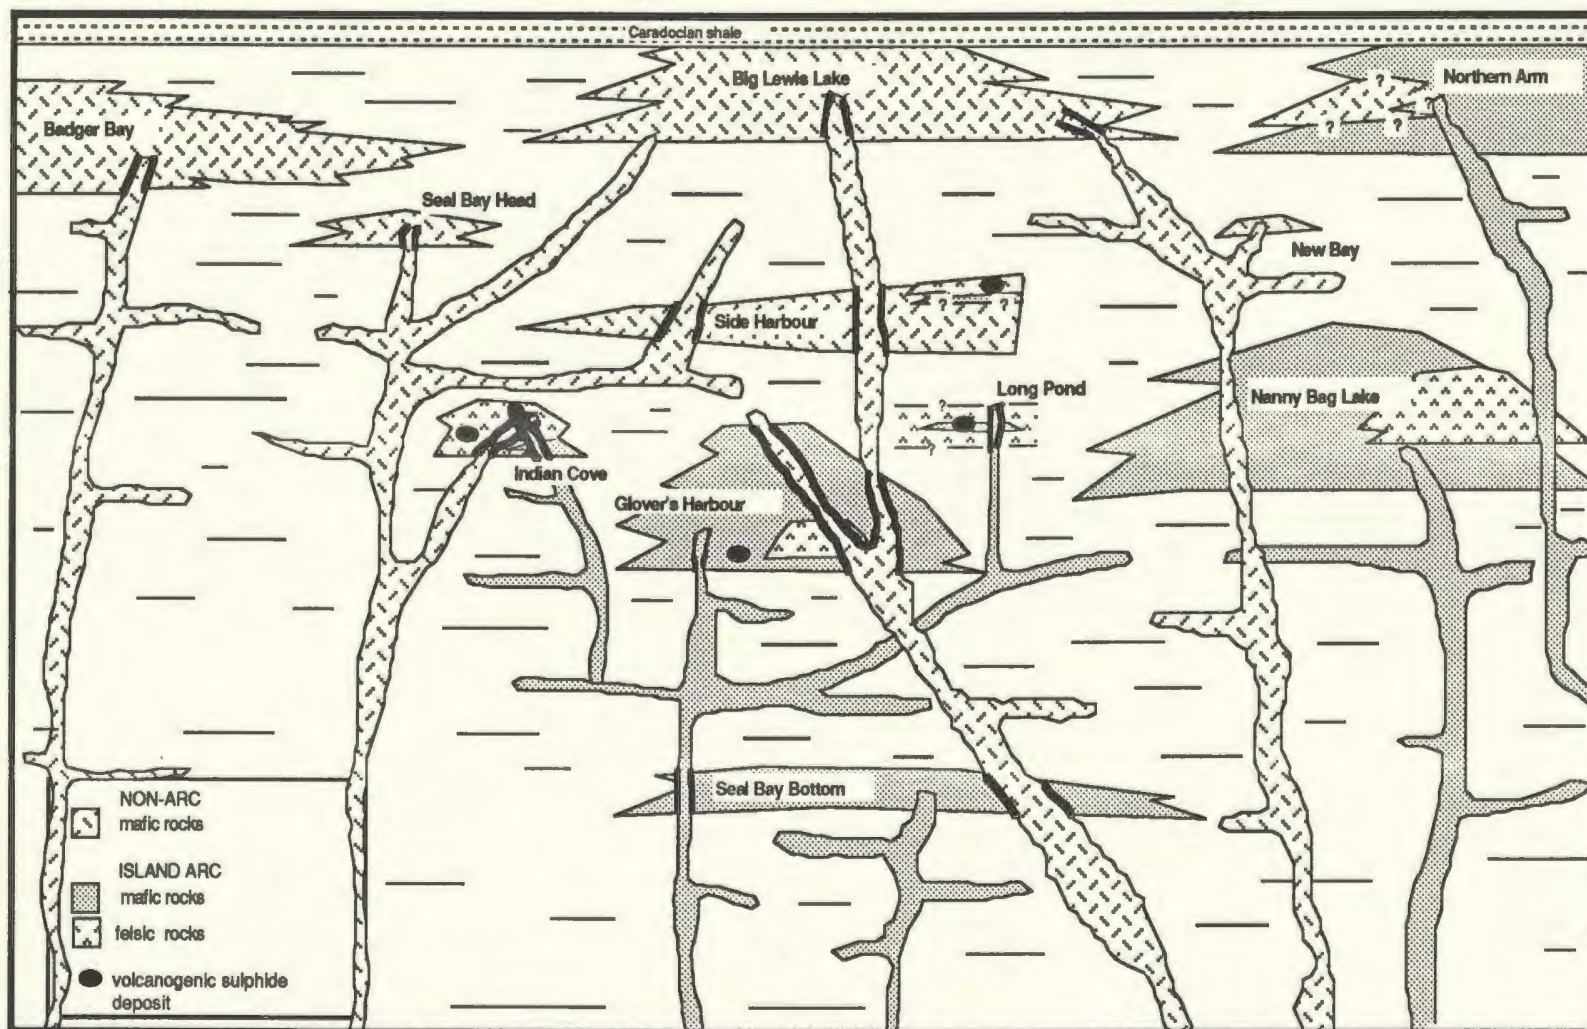 Caradocian shale
Big Lewis Lake
Northern Arm
?
?
?
?
Badger Bay
Seal Bay Head
New Bay
?
?
Side Harbour
Long Pond
?
?
Nanny Bag Lake
Indian Cove
?
Glover's Harbour
Seal Bay Bottom
NON-ARC
mafic rocks
ISLAND ARC
mafic rocks
felsic rocks
volcanogenic sulphide
deposit